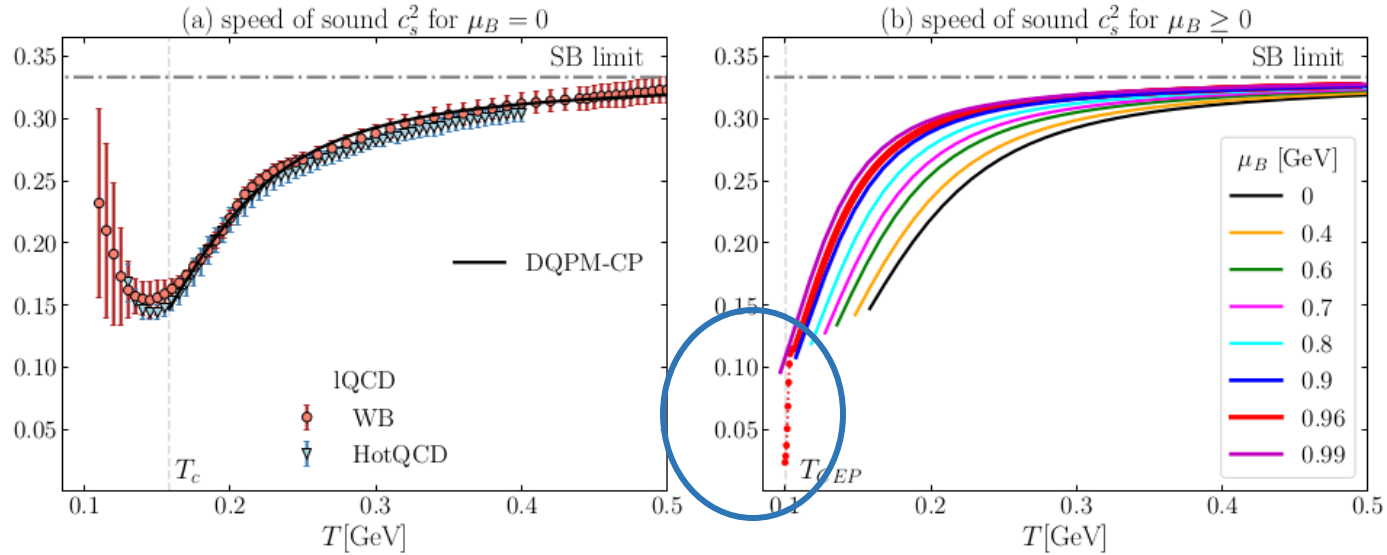 (a) speed of sound $c_s^2$ for $\mu_B = 0$
0.35
0.30
0.25
0.20
0.15
0.10
0.05
SB limit
DQPM-CP
lQCD
WB
HotQCD
$T_c$
0.1 0.2 0.3 0.4 0.5
$T$[GeV]
(b) speed of sound $c_s^2$ for $\mu_B \geq 0$
0.35
0.30
0.25
0.20
0.15
0.10
0.05
SB limit
$\mu_B$ [GeV]
0
0.4
0.6
0.7
0.8
0.9
0.96
0.99
$T_{CEP}$
0.1 0.2 0.3 0.4 0.5
$T$[GeV]